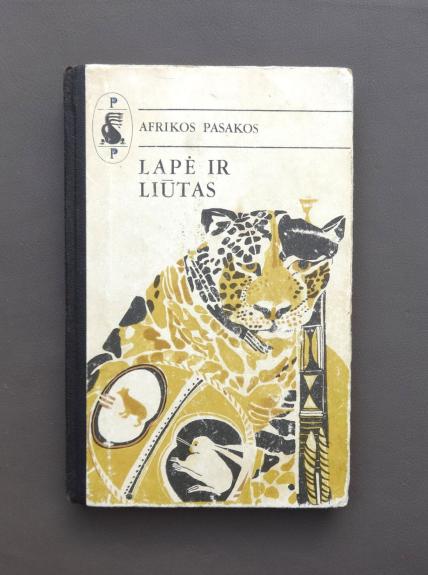 P
P
AFRIKOS PASAKOS
LAPĖ IR
LIŪTAS